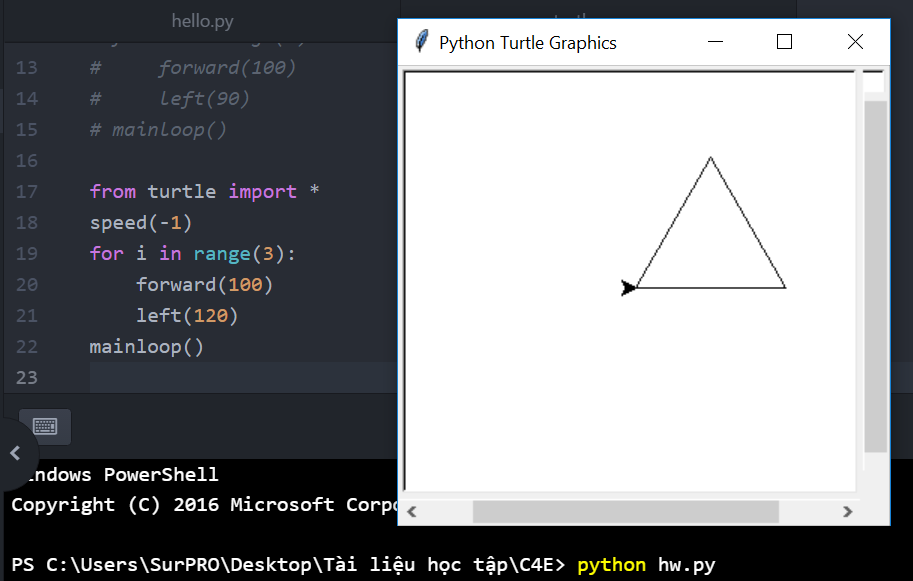 hello.py
Python Turtle Graphics
13 #     forward(100)
14 #     left(90)
15 # mainloop()
16
17 from turtle import *
18 speed(-1)
19 for i in range(3):
20     forward(100)
21     left(120)
22 mainloop()
23
indows PowerShell
Copyright (C) 2016 Microsoft Corp
PS C:\Users\SurPRO\Desktop\Tài liệu học tập\C4E> python hw.py